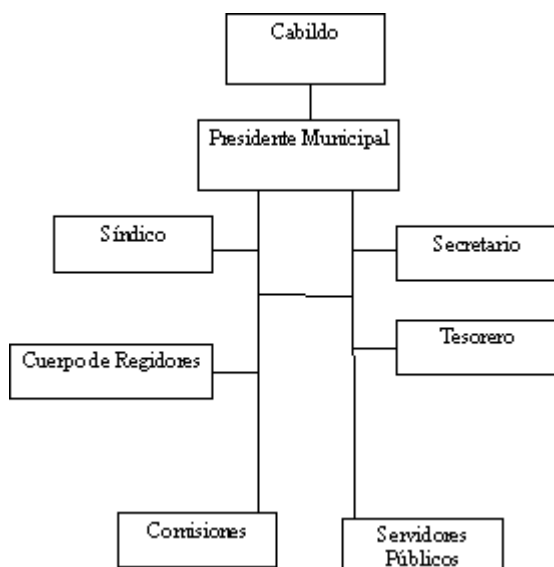 Cabildo
Presidente Municipal
Síndico
Secretario
Tesorero
Cuerpo de Regidores
Comisiones
Servidores
Públicos